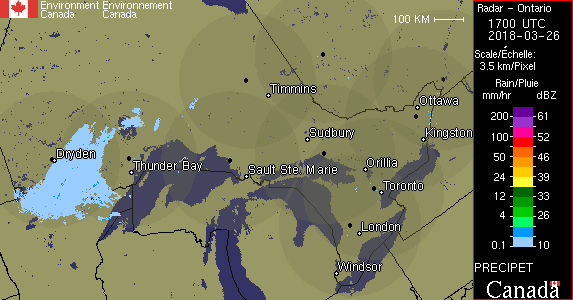 Environment Environnement
Canada Canada
100 KM
Timmins
Ottawa
Sudbury
Kingston
Dryden
Thunder Bay
Sault Ste. Marie
Orillia
Toronto
London
Windsor
Radar - Ontario
1700 UTC
2018-03-26
Scale/Échelle:
3.5 km/Pixel
Rain/Pluie
mm/hr dBZ
200 61
100 52
50 46
24 39
12 33
4 26
0.1 10
PRECIPET
Canada